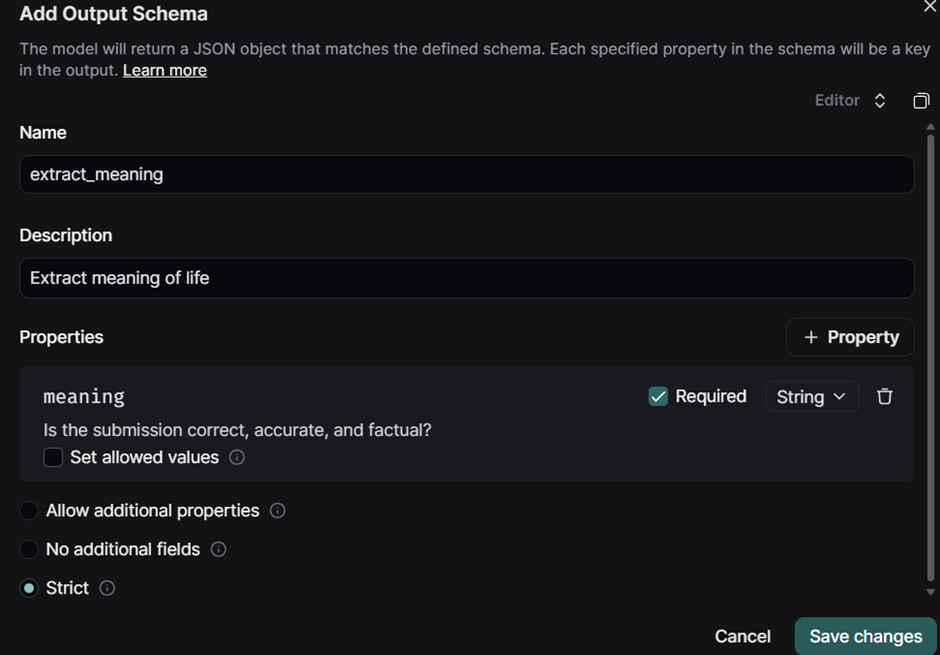 Add Output Schema
The model will return a JSON object that matches the defined schema. Each specified property in the schema will be a key
in the output. Learn more
Editor
Name
extract_meaning
Description
Extract meaning of life
Properties
+ Property
meaning
Required
String
Is the submission correct, accurate, and factual?
Set allowed values
Allow additional properties
No additional fields
Strict
Cancel
Save changes